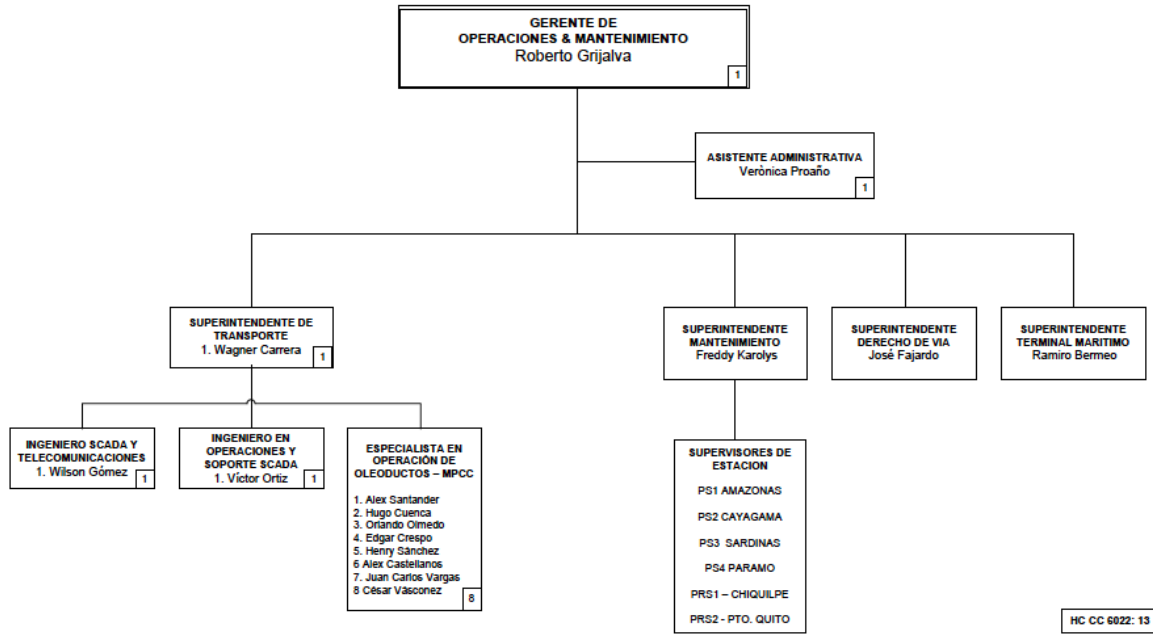 GERENTE DE
OPERACIONES & MANTENIMIENTO
Roberto Grijalva
1
ASISTENTE ADMINISTRATIVA
Verònica Proaño
1
SUPERINTENDENTE DE
TRANSPORTE
1. Wagner Carrera
1
SUPERINTENDENTE
MANTENIMIENTO
Freddy Karolys
SUPERINTENDENTE
DERECHO DE VIA
José Fajardo
SUPERINTENDENTE
TERMINAL MARITIMO
Ramiro Bermeo
INGENIERO SCADA Y
TELECOMUNICACIONES
1. Wilson Gómez
1
INGENIERO EN
OPERACIONES Y
SOPORTE SCADA
1. Víctor Ortiz
1
ESPECIALISTA EN
OPERACIÓN DE
OLEODUCTOS – MPCC
1. Alex Santander
2. Hugo Cuenca
3. Orlando Olmedo
4. Edgar Crespo
5. Henry Sánchez
6 Alex Castellanos
7. Juan Carlos Vargas
8 César Vásconez
8
SUPERVISORES DE
ESTACION
PS1 AMAZONAS
PS2 CAYAGAMA
PS3 SARDINAS
PS4 PARAMO
PRS1 – CHIQUILPE
PRS2 - PTO. QUITO
HC CC 6022: 13